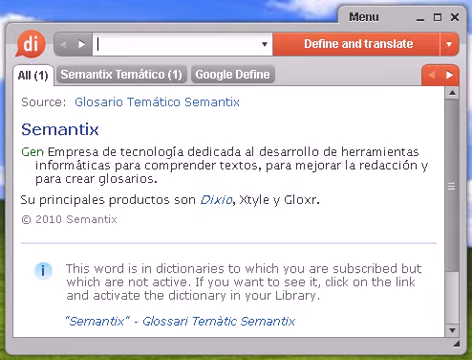 Menu
di
Define and translate
All (1)
Semantix Temático (1)
Google Define
Source: Glosario Temático Semantix
Semantix
Gen Empresa de tecnología dedicada al desarrollo de herramientas
informáticas para comprender textos, para mejorar la redacción y
para crear glosarios.
Su principales productos son Dixio, Xtyle y Gloxr.
© 2010 Semantix
i
This word is in dictionaries to which you are subscribed but
which are not active. If you want to see it, click on the link
and activate the dictionary in your Library.
"Semantix" - Glossari Temàtic Semantix